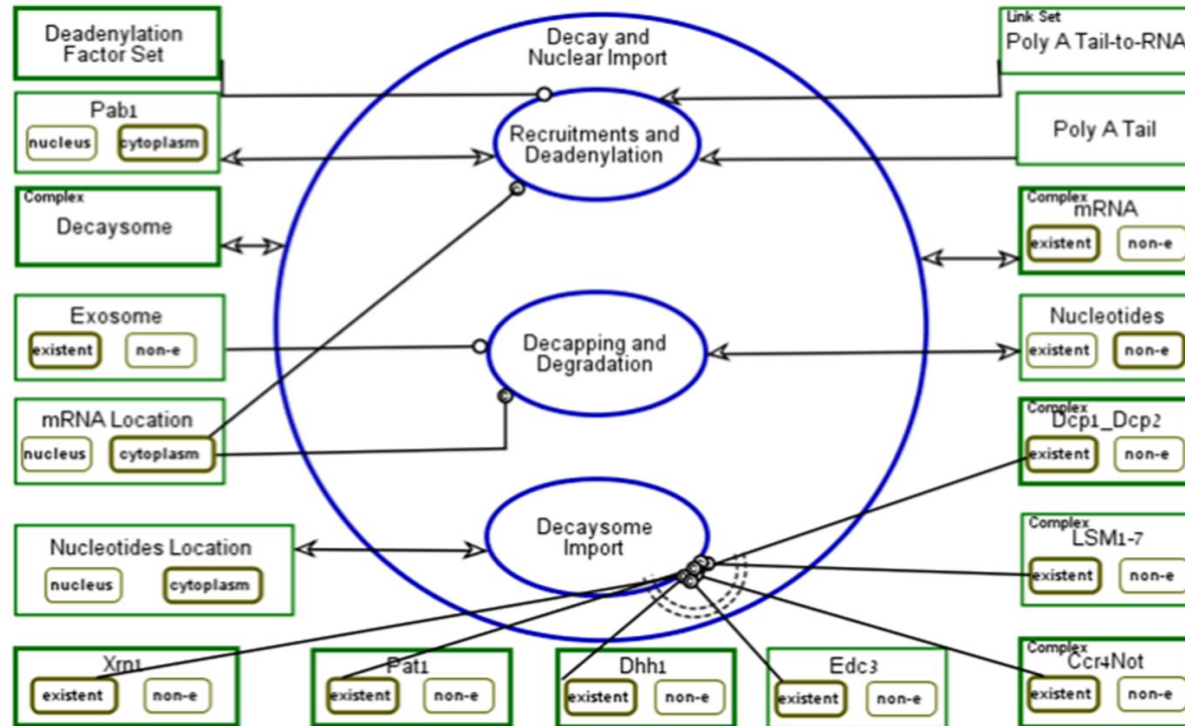 Deadenylation
Factor Set
Decay and
Nuclear Import
Link Set
Poly A Tail-to-RNA
Pab1
nucleus cytoplasm
Recruitments and
Deadenylation
Poly A Tail
Complex
Decaysome
Complex
mRNA
existent non-e
Exosome
existent non-e
Decapping and
Degradation
Nucleotides
existent non-e
mRNA Location
nucleus cytoplasm
Complex
Dcp1_Dcp2
existent non-e
Nucleotides Location
nucleus cytoplasm
Decaysome
Import
Complex
LSM1-7
existent non-e
Xrn1
existent non-e
Pat1
existent non-e
Dhh1
existent non-e
Edc3
existent non-e
Complex
Ccr4Not
existent non-e